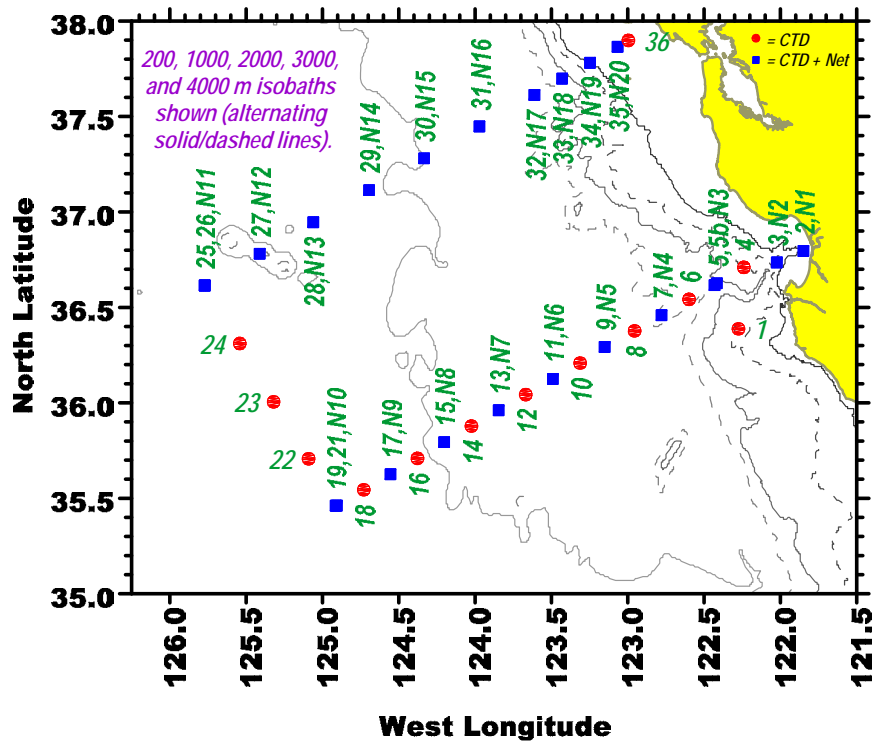 200, 1000, 2000, 3000,
and 4000 m isobaths
shown (alternating
solid/dashed lines).
= CTD
= CTD + Net
North Latitude
38.0
37.5
37.0
36.5
36.0
35.5
35.0
25,26,N11
27,N12
28,N13
29,N14
30,N15
31,N16
32,N17
33,N18
34,N19
35,N20
36
24
23
22
19,21,N10
18
17,N9
16
15,N8
14
13,N7
12
11,N6
10
9,N5
8
7,N4
6
5,5b,N3
4
3,N2
2,N1
1
126.0
125.5
125.0
124.5
124.0
123.5
123.0
122.5
122.0
121.5
West Longitude